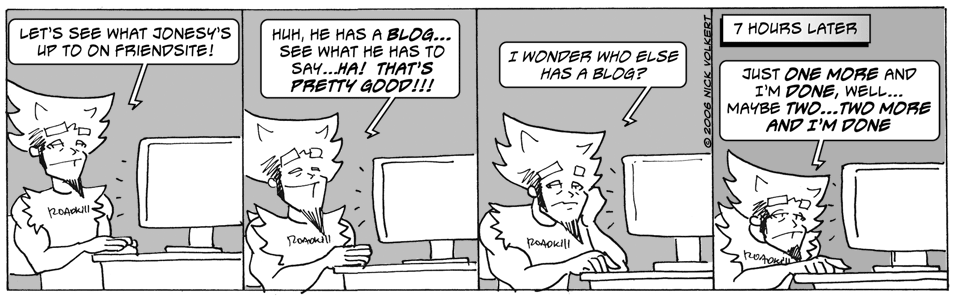 LET'S SEE WHAT JONESY'S
UP TO ON FRIENDSITE!
ROADKILL
HUH, HE HAS A BLOG...
SEE WHAT HE HAS TO
SAY...HA! THAT'S
PRETTY GOOD!!!
ROADKILL
I WONDER WHO ELSE
HAS A BLOG?
ROADKILL
© 2006 NICK VOLKERT
7 HOURS LATER
JUST ONE MORE AND
I'M DONE, WELL...
MAYBE TWO...TWO MORE
AND I'M DONE
ROADKILL